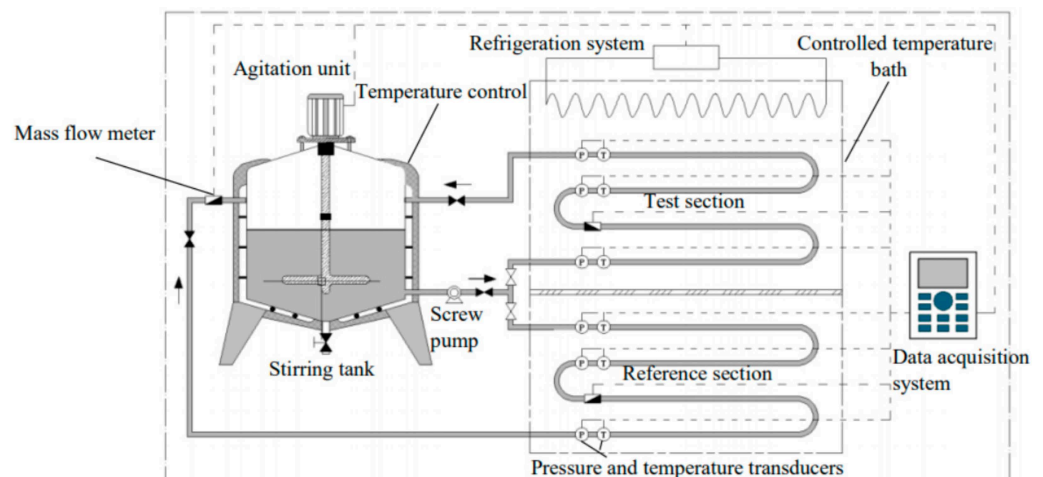 Refrigeration system
Controlled temperature
bath
Agitation unit
Temperature control
Mass flow meter
P T
P T
Test section
P T
Screw
pump
Stirring tank
P T
P T
Reference section
Data acquisition
system
P T
Pressure and temperature transducers